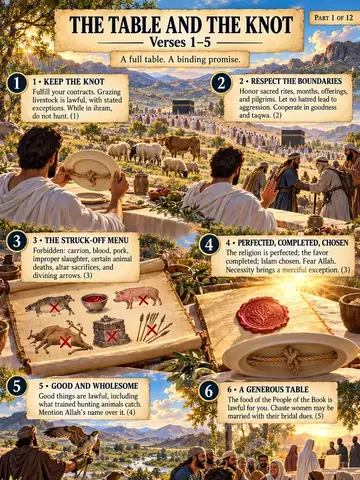 THE TABLE AND THE KNOT
PART 1 OF 12
Verses 1–5
A full table. A binding promise.
1
1 • KEEP THE KNOT
Fulfill your contracts. Grazing
livestock is lawful, with stated
exceptions. While in ihram,
do not hunt. (1)
2
2 • RESPECT THE BOUNDARIES
Honor sacred rites, months, offerings,
and pilgrims. Let no hatred lead to
aggression. Cooperate in goodness
and taqwa. (2)
3
3 • THE STRUCK-OFF MENU
Forbidden: carrion, blood, pork,
improper slaughter, certain animal
deaths, altar sacrifices, and
divining arrows. (3)
4
4 • PERFECTED, COMPLETED, CHOSEN
The religion is perfected; the favor
completed; Islam chosen. Fear Allah.
Necessity brings a merciful exception. (3)
5
5 • GOOD AND WHOLESOME
Good things are lawful, including
what trained hunting animals catch.
Mention Allah's name over it. (4)
6
6 • A GENEROUS TABLE
The food of the People of the Book is
lawful for you. Chaste women may be
married with their bridal dues. (5)